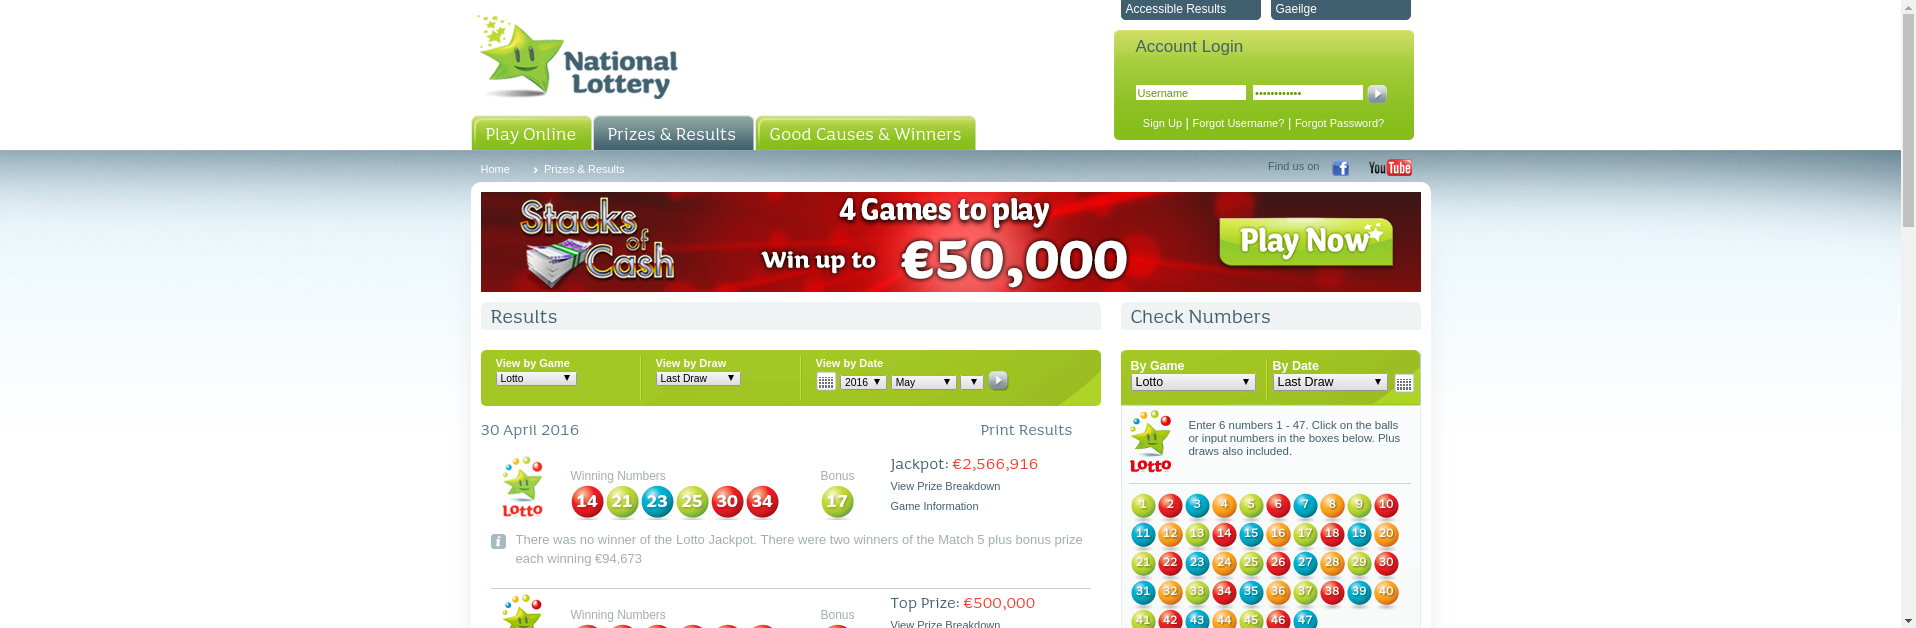 Accessible Results
Gaeilge
National
Lottery
Account Login
Username
••••••••••••
Sign Up | Forgot Username? | Forgot Password?
Play Online
Prizes & Results
Good Causes & Winners
Home
Prizes & Results
Find us on
f
YouTube
Stacks
of
Cash
4 Games to play
Win up to €50,000
Play Now
Results
Check Numbers
View by Game
Lotto
View by Draw
Last Draw
View by Date
2016
May
By Game
Lotto
By Date
Last Draw
30 April 2016
Print Results
Lotto
Winning Numbers
14 21 23 25 30 34
Bonus
17
Jackpot: €2,566,916
View Prize Breakdown
Game Information
There was no winner of the Lotto Jackpot. There were two winners of the Match 5 plus bonus prize
each winning €94,673
Winning Numbers
Bonus
Top Prize: €500,000
View Prize Breakdown
Lotto
Enter 6 numbers 1 - 47. Click on the balls
or input numbers in the boxes below. Plus
draws also included.
1 2 3 4 5 6 7 8 9 10
11 12 13 14 15 16 17 18 19 20
21 22 23 24 25 26 27 28 29 30
31 32 33 34 35 36 37 38 39 40
41 42 43 44 45 46 47